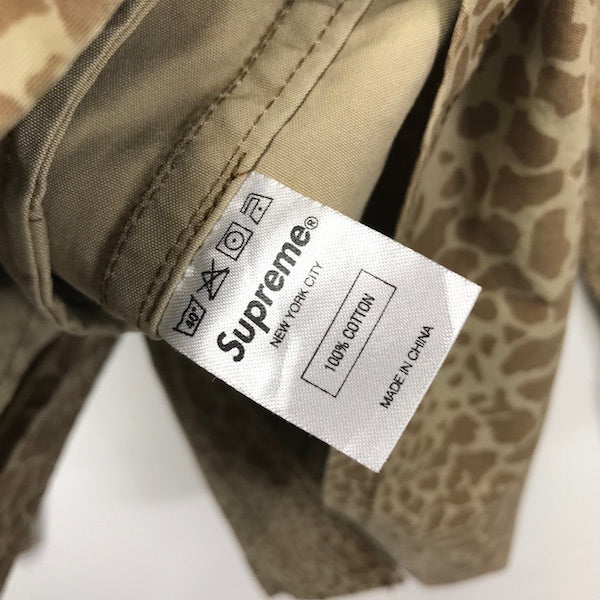 40°
Supreme®
NEW YORK CITY
100% COTTON
MADE IN CHINA